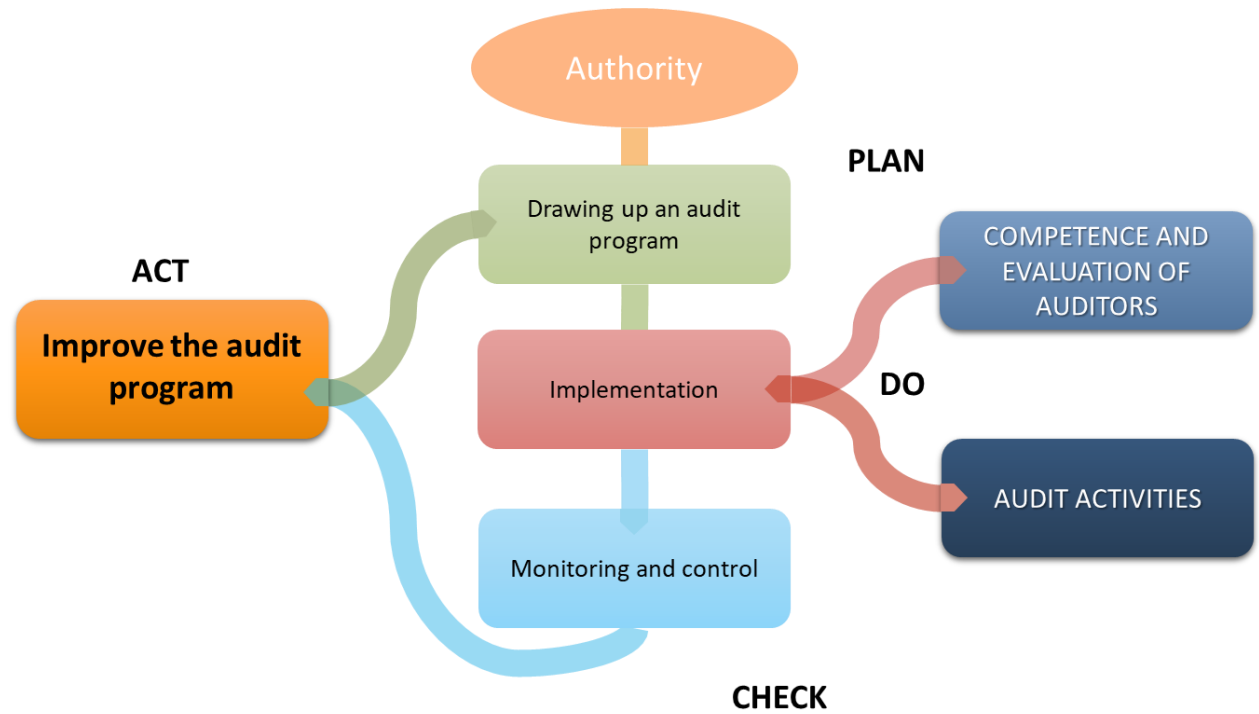 Authority
PLAN
Drawing up an audit
program
COMPETENCE AND
EVALUATION OF
AUDITORS
ACT
Improve the audit
program
Implementation
DO
AUDIT ACTIVITIES
Monitoring and control
CHECK